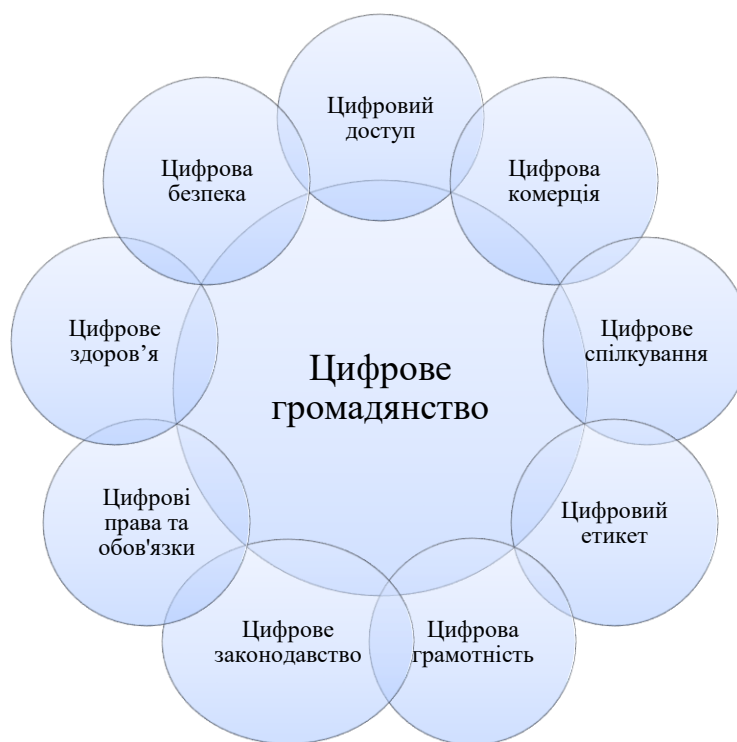 Цифровий
доступ
Цифрова
комерція
Цифрове
спілкування
Цифровий
етикет
Цифрова
грамотність
Цифрове
законодавство
Цифрові
права та
обов'язки
Цифрове
здоров’я
Цифрова
безпека
Цифрове
громадянство